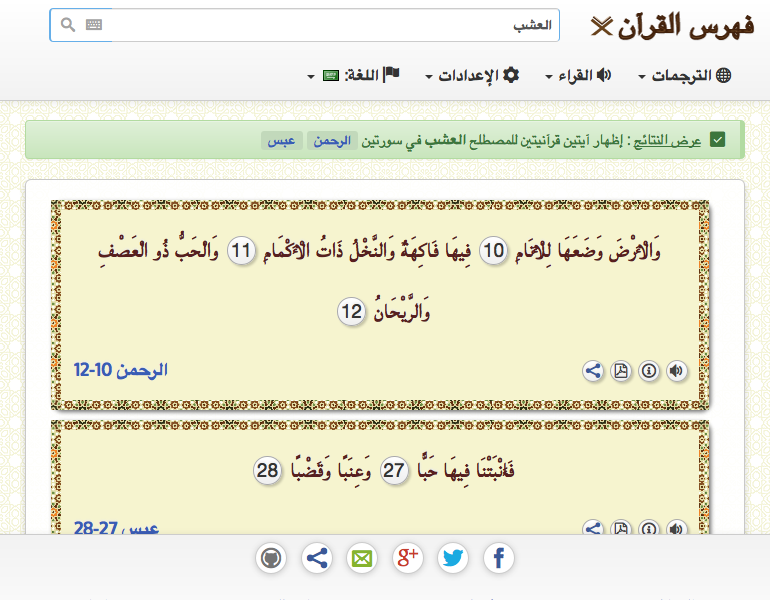 فهرس القرآن
العشب
الترجمات
القراء
الإعدادات
اللغة:
عرض النتائج : إظهار آيتين قرآنيتين للمصطلح العشب في سورتين الرحمن عبس
وَالْأَرْضَ وَضَعَهَا لِلْأَنَامِ 10 فِيهَا فَاكِهَةٌ وَالنَّخْلُ ذَاتُ الْأَكْمَامِ 11 وَالْحَبُّ ذُو الْعَصْفِ
وَالرَّيْحَانُ 12
الرحمن 10-12
فَأَنْبَتْنَا فِيهَا حَبًّا 27 وَعِنَبًا وَقَضْبًا 28
عبس 27-28